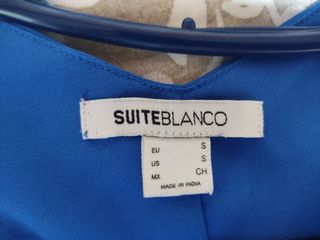 SUITEBLANCO
EU S
US S
MX CH
MADE IN INDIA